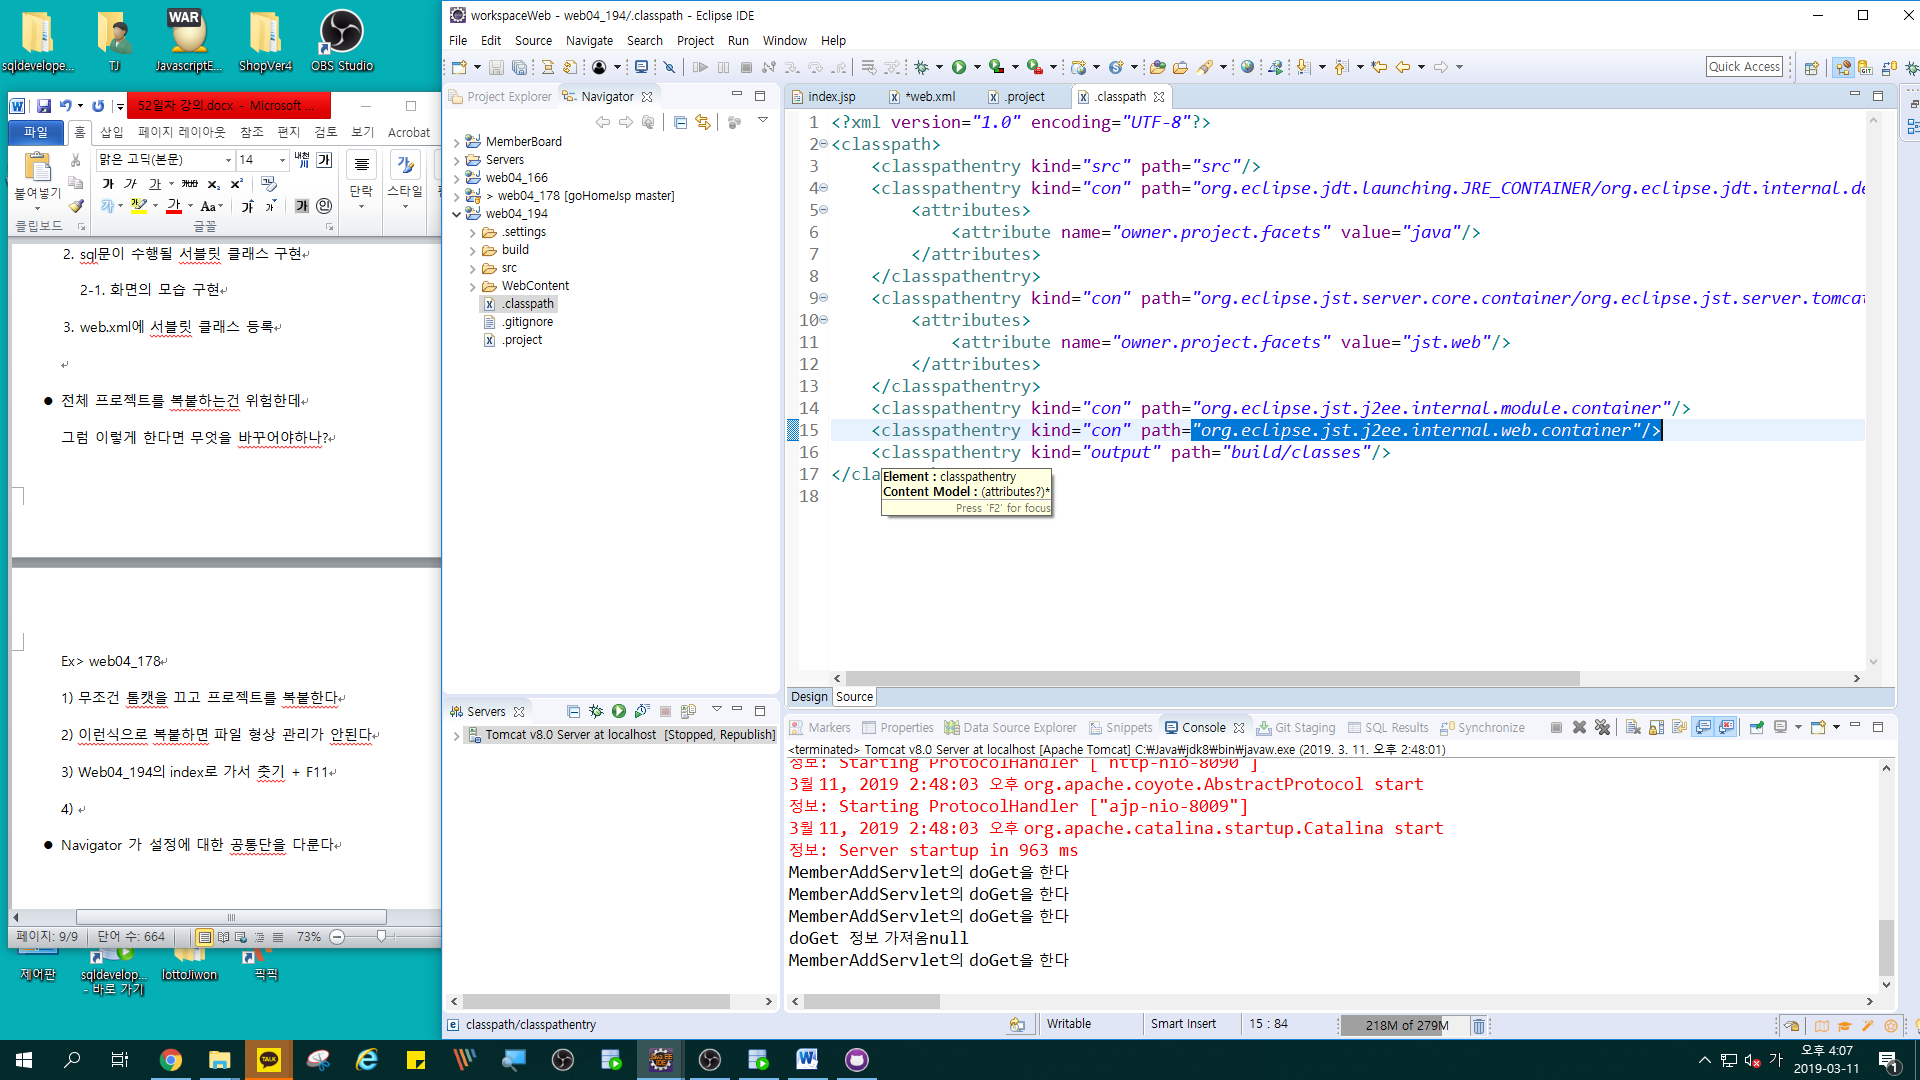 sqldevelope...
TJ
JavascriptE...
ShopVer4
OBS Studio
52일차 강의.docx - Microsoft ...
파일
홈
삽입
페이지 레이아웃
참조
편지
검토
보기
Acrobat
맑은 고딕(본문)
14
붙여넣기
단락
스타일
클립보드
글꼴
2. sql문이 수행될 서블릿 클래스 구현
2-1. 화면의 모습 구현
3. web.xml에 서블릿 클래스 등록
● 전체 프로젝트를 복붙하는건 위험한데
그럼 이렇게 한다면 무엇을 바꾸어야하나?
Ex> web04_178
1) 무조건 톰캣을 끄고 프로젝트를 복붙한다
2) 이런식으로 복붙하면 파일 형상 관리가 안된다
3) Web04_194의 index로 가서 춋기 + F11
4)
● Navigator 가 설정에 대한 공통단을 다룬다
페이지: 9/9
단어 수: 664
73%
제어판
sqldevelop... - 바로 가기
lottoJiwon
픽픽
workspaceWeb - web04_194/.classpath - Eclipse IDE
File Edit Source Navigate Search Project Run Window Help
Quick Access
Project Explorer
Navigator
MemberBoard
Servers
web04_166
> web04_178 [goHomeJsp master]
web04_194
.settings
build
src
WebContent
.classpath
.gitignore
.project
index.jsp
*web.xml
.project
.classpath
1 <?xml version="1.0" encoding="UTF-8"?>
2 <classpath>
3 <classpathentry kind="src" path="src"/>
4 <classpathentry kind="con" path="org.eclipse.jdt.launching.JRE_CONTAINER/org.eclipse.jdt.internal.de
5 <attributes>
6 <attribute name="owner.project.facets" value="java"/>
7 </attributes>
8 </classpathentry>
9 <classpathentry kind="con" path="org.eclipse.jst.server.core.container/org.eclipse.jst.server.tomca
10 <attributes>
11 <attribute name="owner.project.facets" value="jst.web"/>
12 </attributes>
13 </classpathentry>
14 <classpathentry kind="con" path="org.eclipse.jst.j2ee.internal.module.container"/>
15 <classpathentry kind="con" path="org.eclipse.jst.j2ee.internal.web.container"/>
16 <classpathentry kind="output" path="build/classes"/>
17 </cla
18
Element : classpathentry
Content Model : (attributes?)*
Press 'F2' for focus
Design
Source
Servers
Tomcat v8.0 Server at localhost [Stopped, Republish]
Markers
Properties
Data Source Explorer
Snippets
Console
Git Staging
SQL Results
Synchronize
<terminated> Tomcat v8.0 Server at localhost [Apache Tomcat] C:₩Java₩jdk8₩bin₩javaw.exe (2019. 3. 11. 오후 2:48:01)
정보: Starting ProtocolHandler ["http-nio-8090"]
3월 11, 2019 2:48:03 오후 org.apache.coyote.AbstractProtocol start
정보: Starting ProtocolHandler ["ajp-nio-8009"]
3월 11, 2019 2:48:03 오후 org.apache.catalina.startup.Catalina start
정보: Server startup in 963 ms
MemberAddServlet의 doGet을 한다
MemberAddServlet의 doGet을 한다
MemberAddServlet의 doGet을 한다
doGet 정보 가져옴null
MemberAddServlet의 doGet을 한다
classpath/classpathentry
Writable
Smart Insert
15 : 84
218M of 279M
가
오후 4:07
2019-03-11